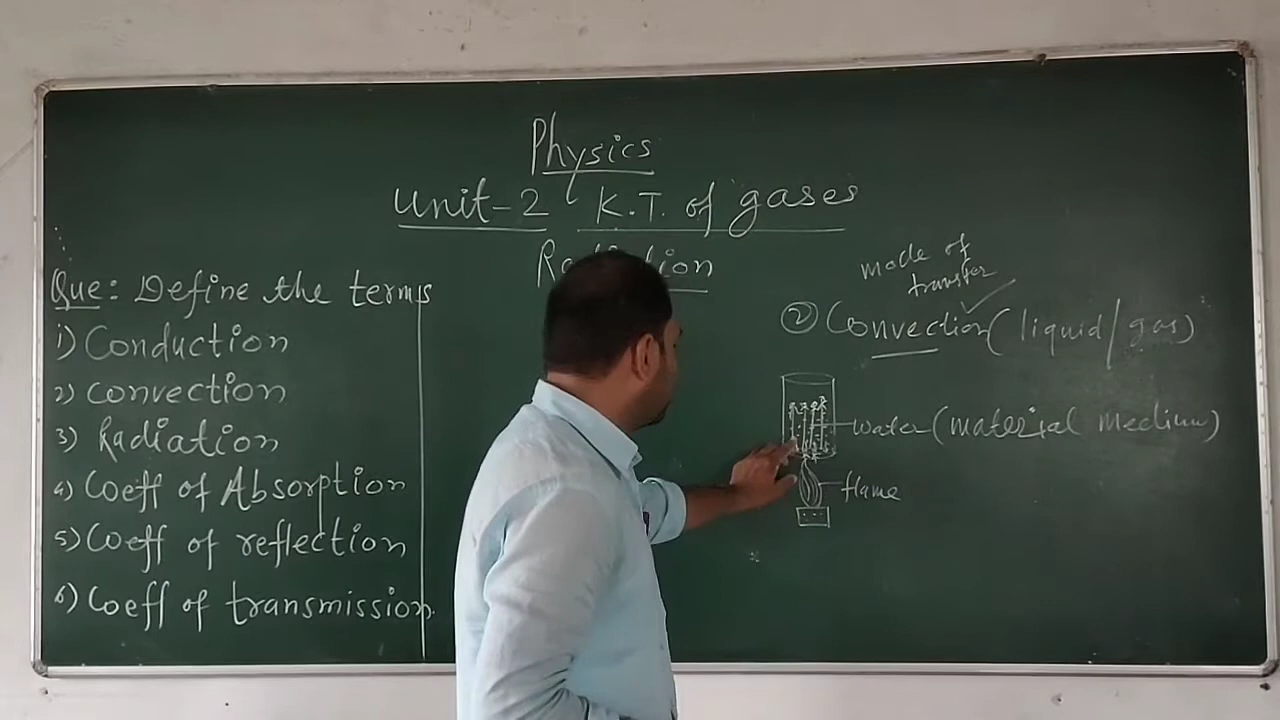 Physics
Unit-2 K.T. of gases
Que: Define the terms
1) Conduction
2) Convection
3) Radiation
4) Coeff of Absorption
5) Coeff of reflection
6) Coeff of transmission
mode of
transfer
② Convection (liquid/gas)
water (material medium)
flame